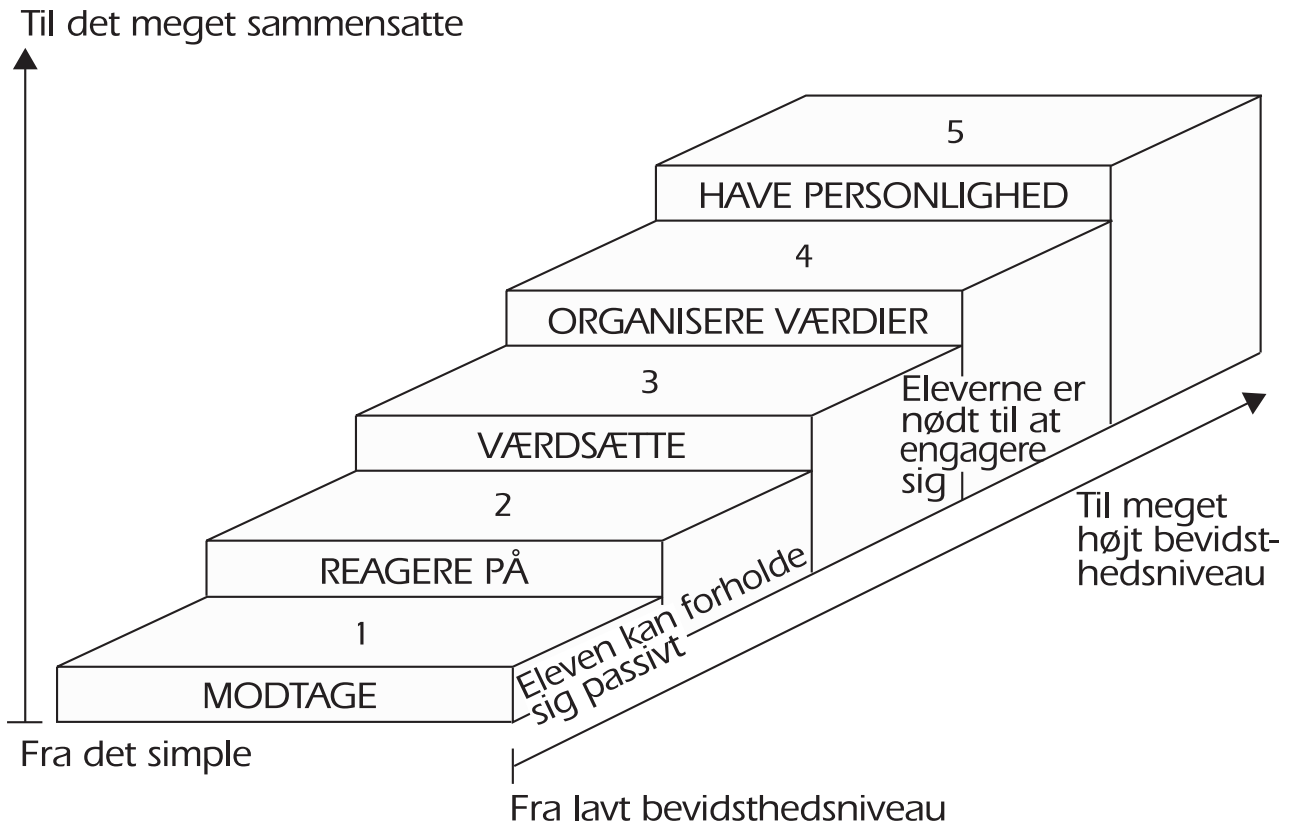 Til det meget sammensatte
5
HAVE PERSONLIGHED
4
ORGANISERE VÆRDIER
3
VÆRDSÆTTE
2
REAGERE PÅ
1
MODTAGE
Eleverne er
nødt til at
engagere
sig
Til meget
højt bevidst-
hedsniveau
Eleven kan forholde
sig passivt
Fra det simple
Fra lavt bevidsthedsniveau